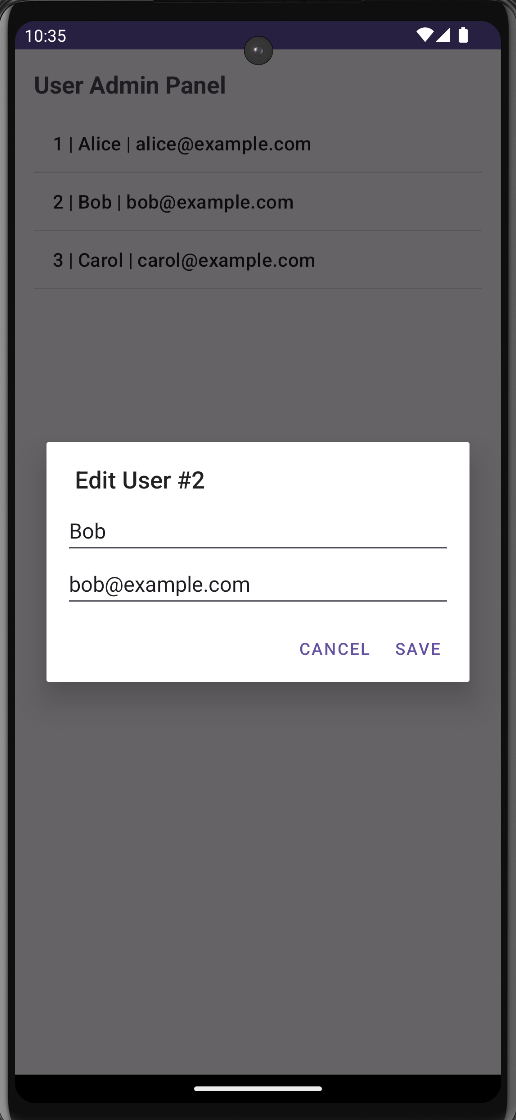 10:35
User Admin Panel
1 | Alice | alice@example.com
2 | Bob | bob@example.com
3 | Carol | carol@example.com
Edit User #2
Bob
bob@example.com
CANCEL SAVE